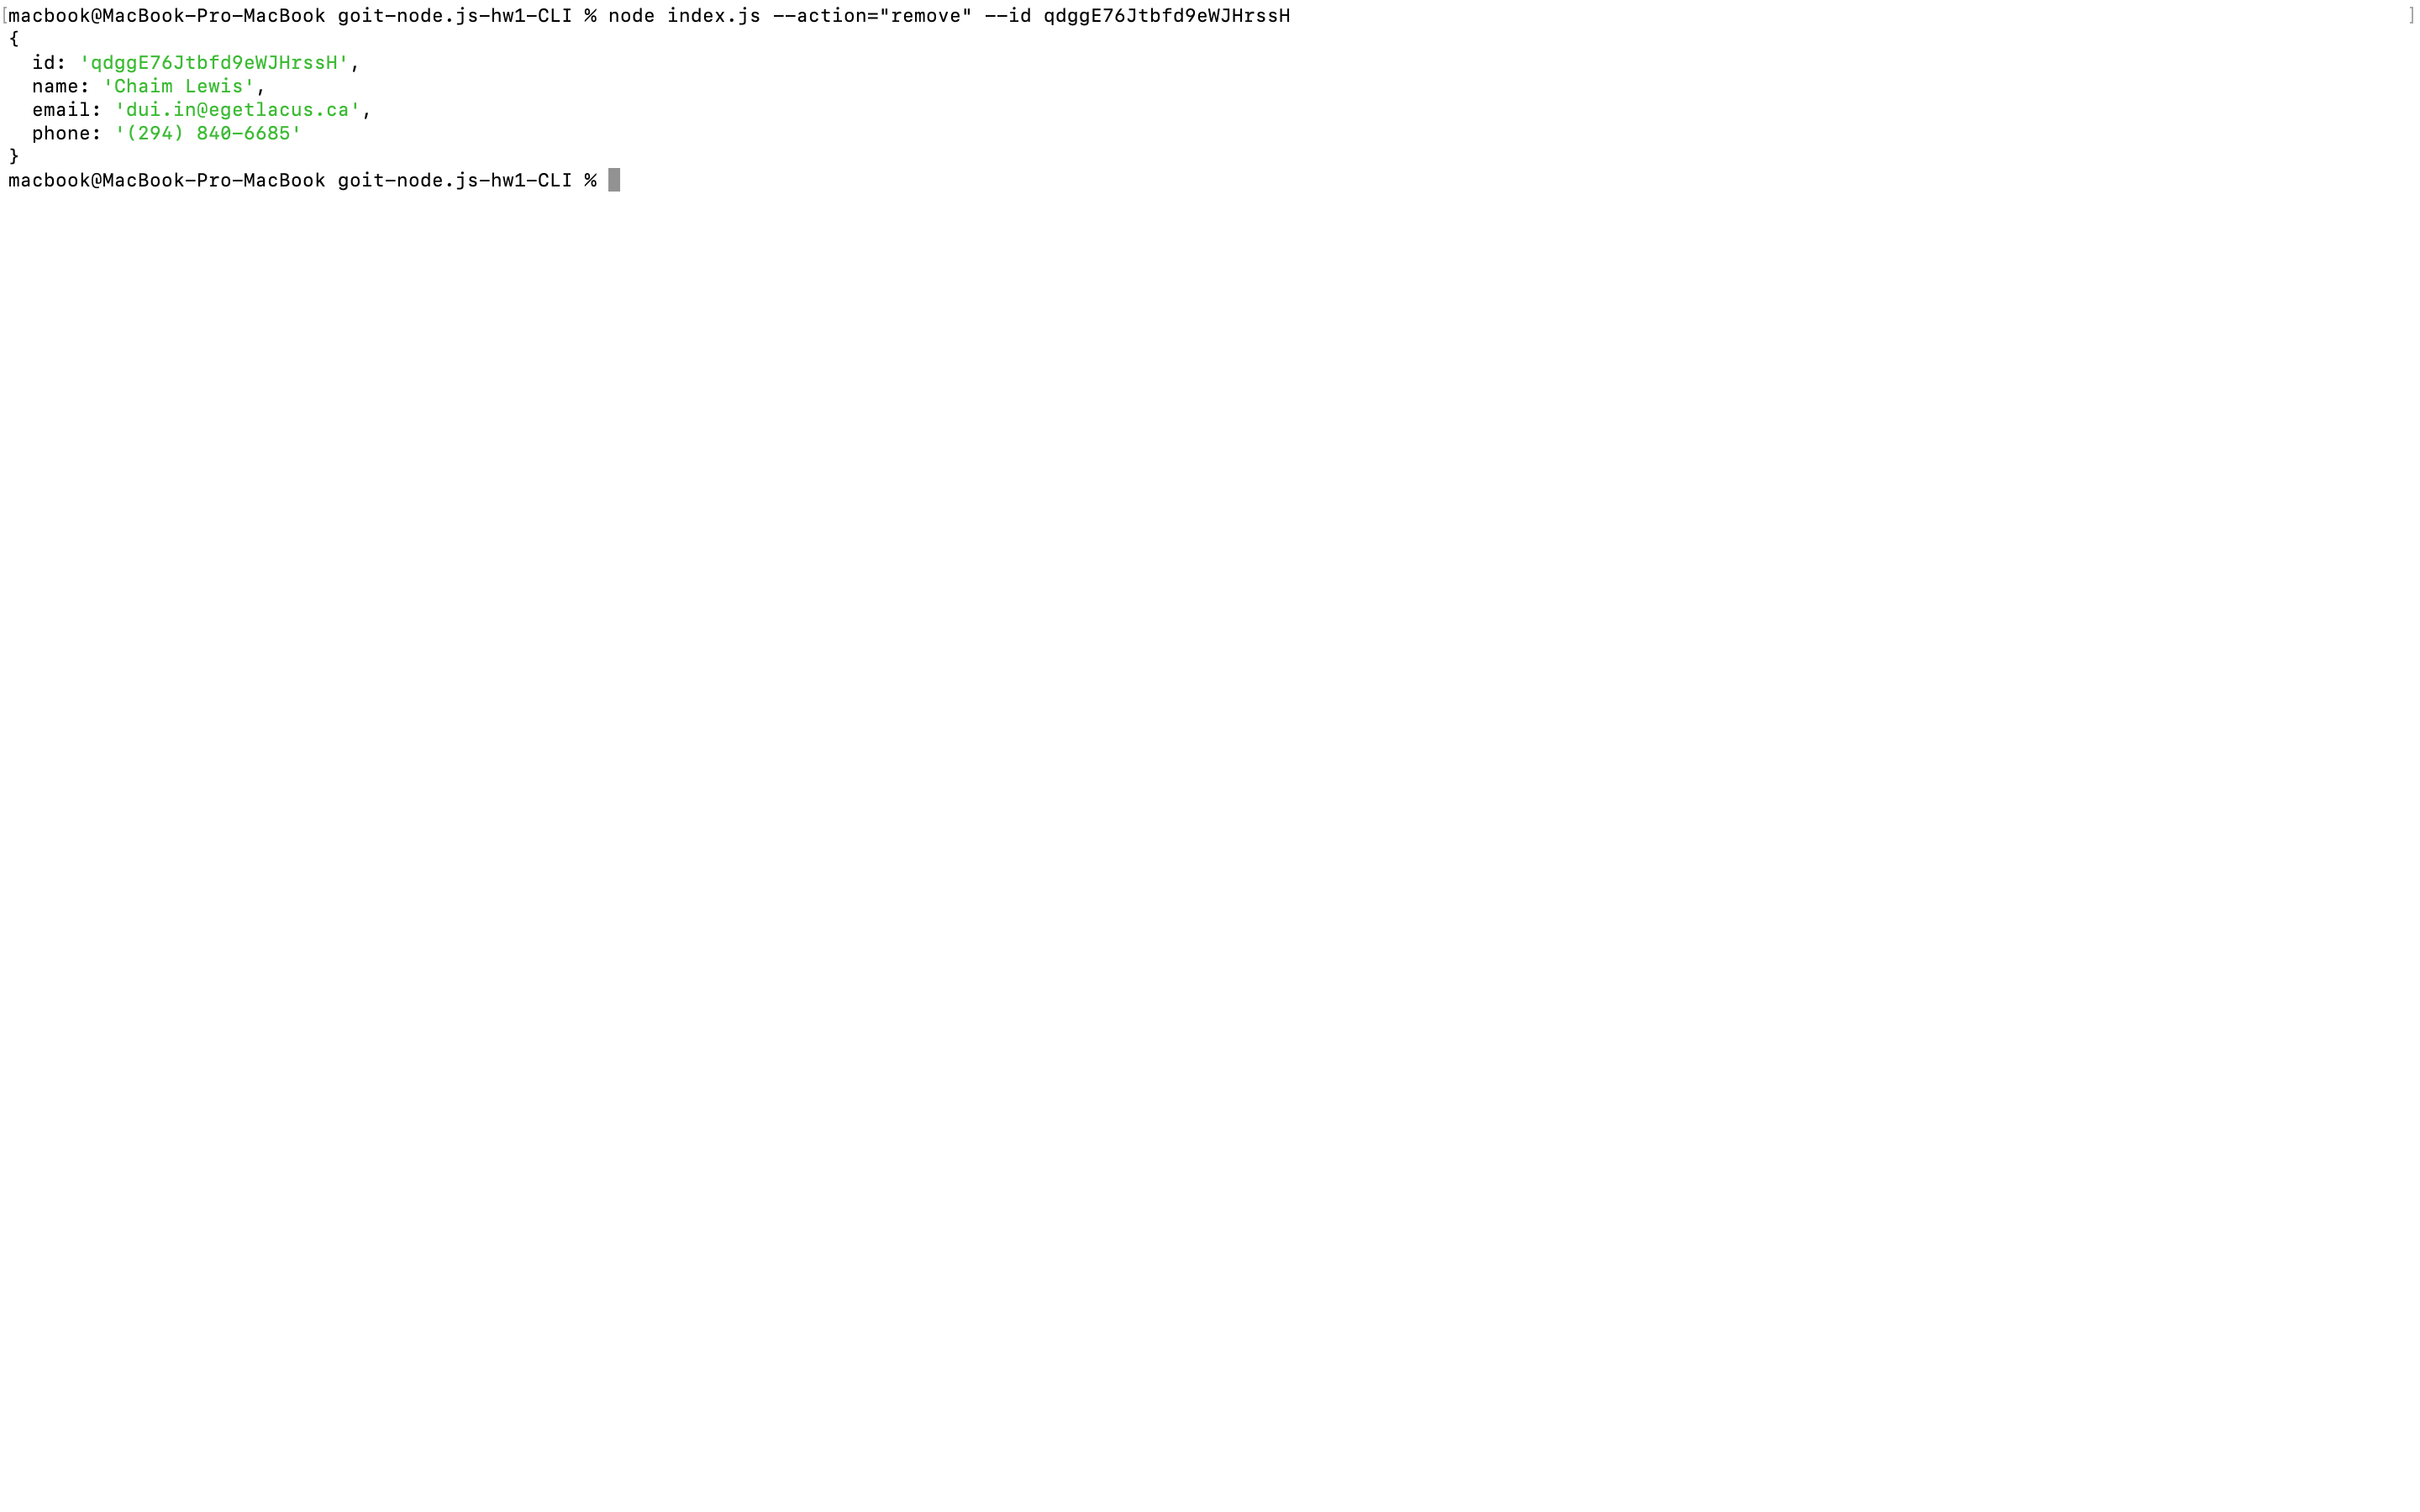 [macbook@MacBook-Pro-MacBook goit-node.js-hw1-CLI % node index.js --action="remove" --id qdggE76Jtbfd9eWJHrssH ]
{
  id: 'qdggE76Jtbfd9eWJHrssH',
  name: 'Chaim Lewis',
  email: 'dui.in@egetlacus.ca',
  phone: '(294) 840-6685'
}
macbook@MacBook-Pro-MacBook goit-node.js-hw1-CLI %